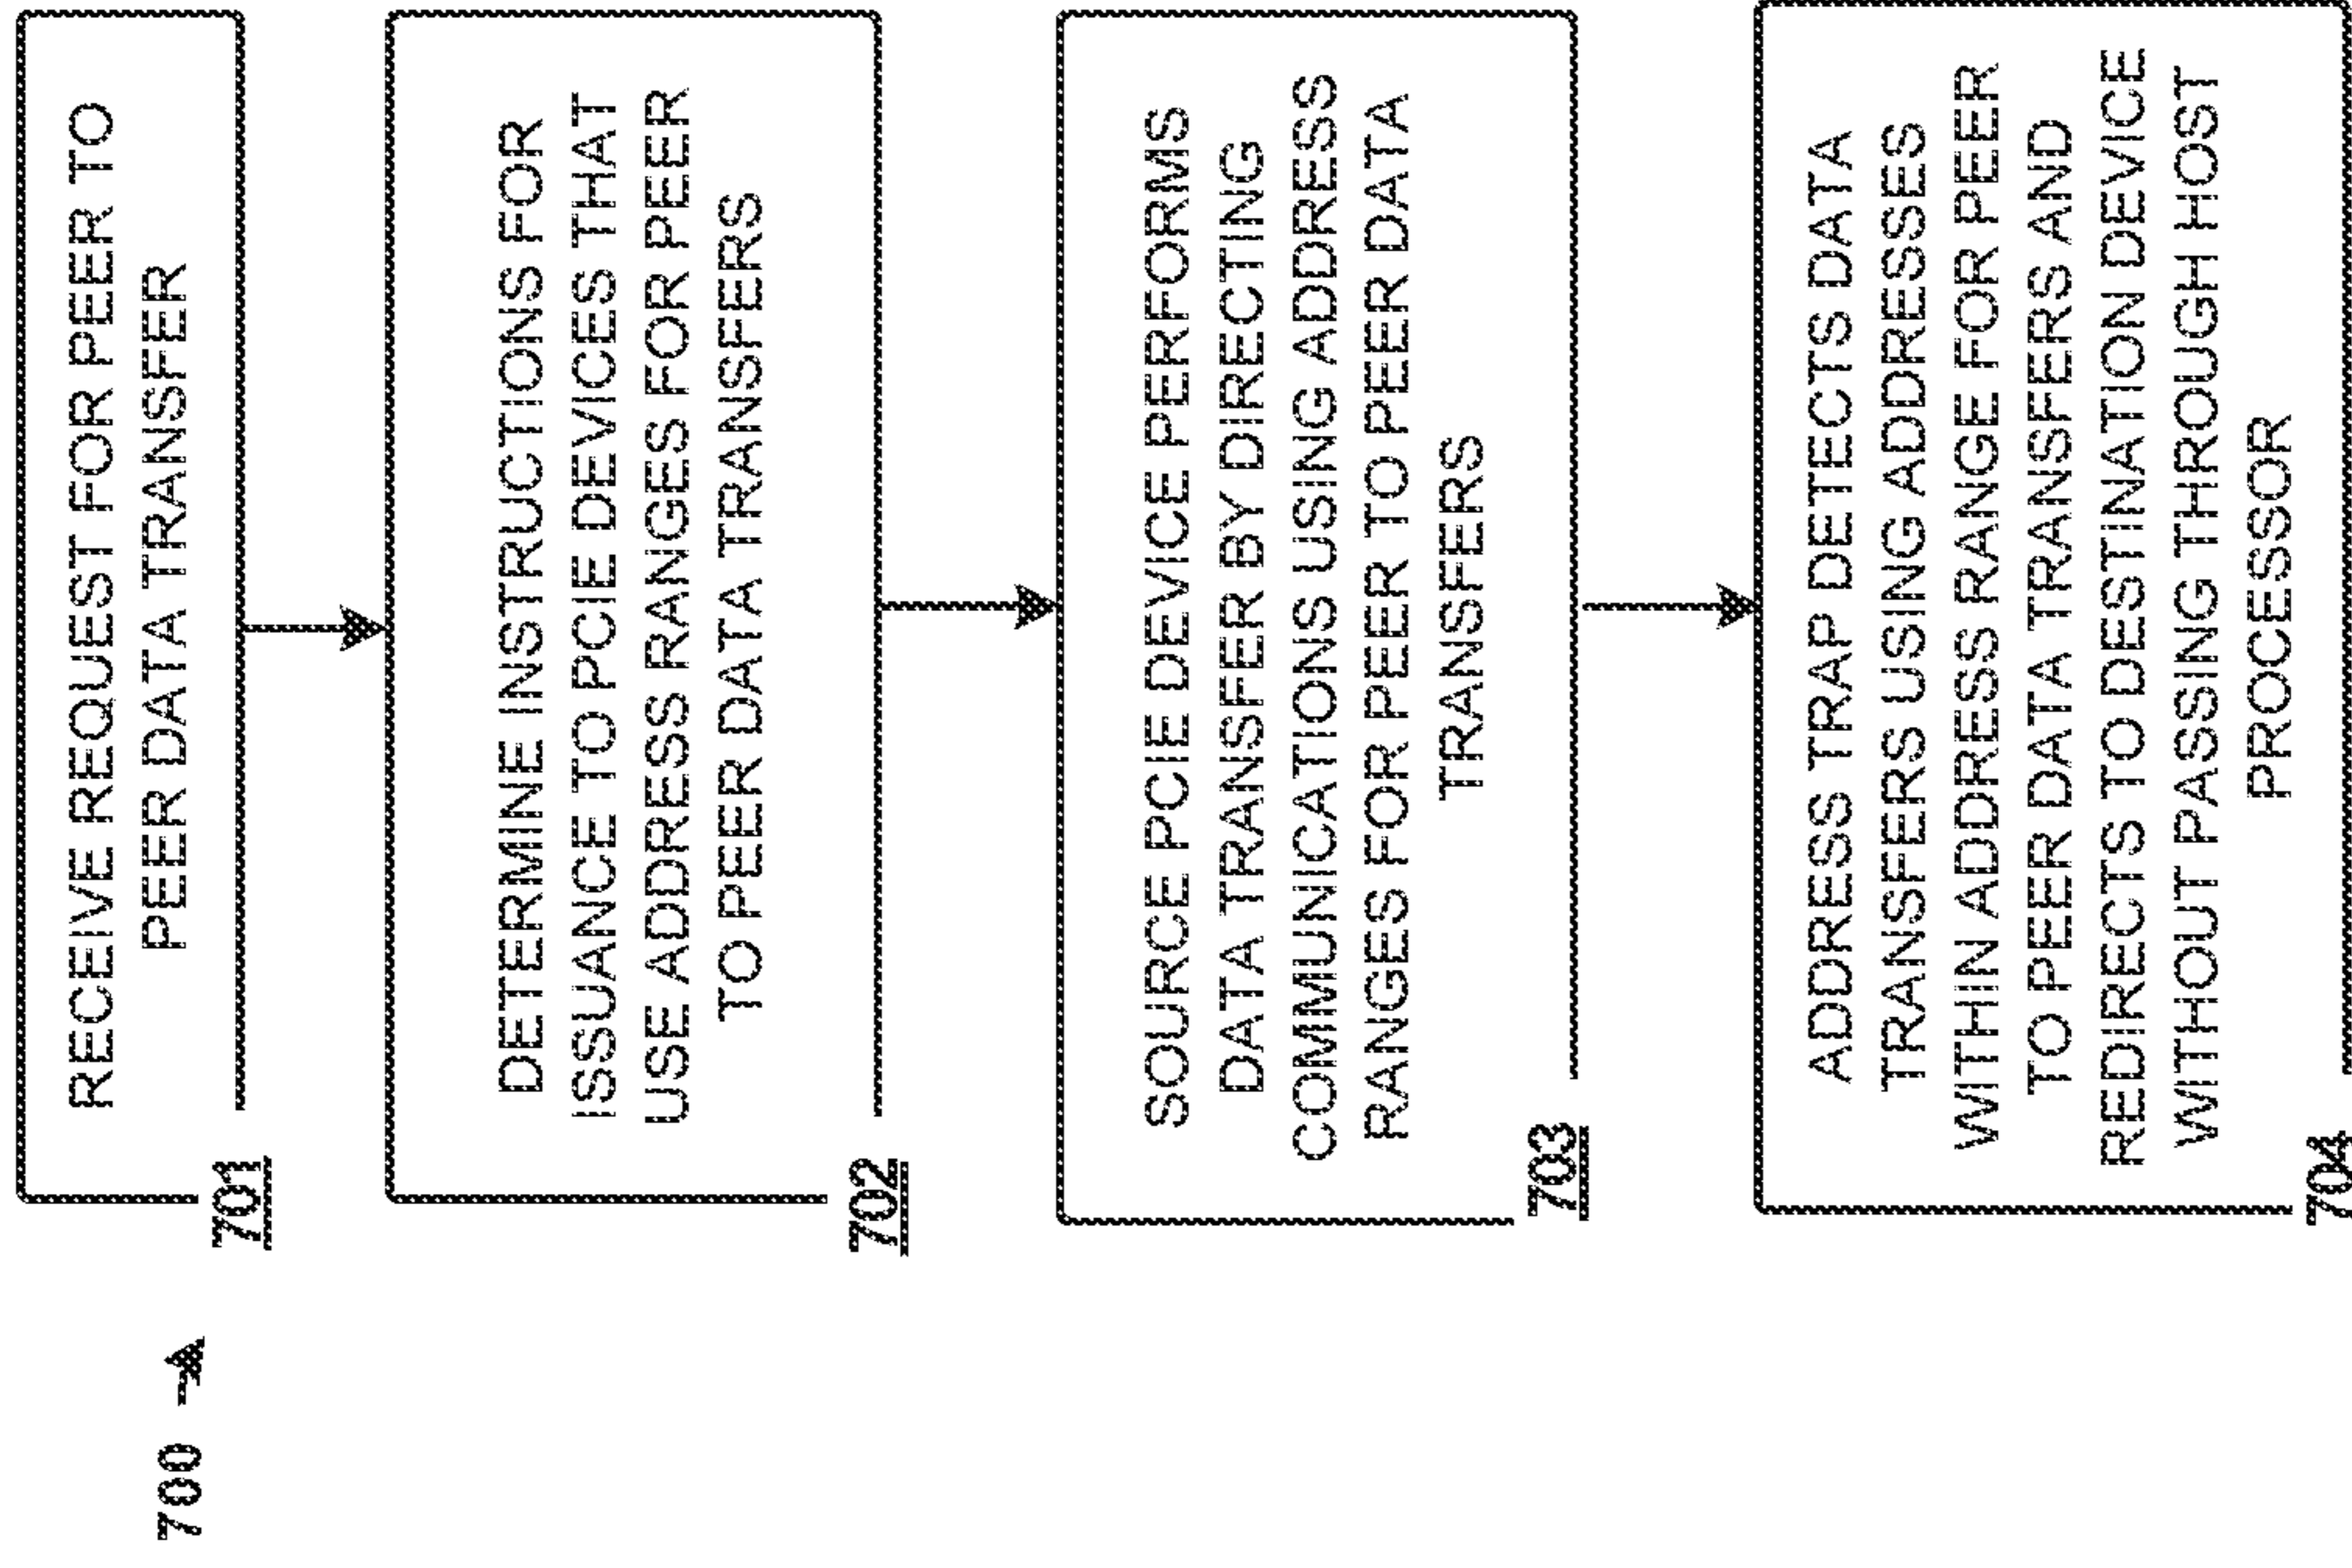 700
RECEIVE REQUEST FOR PEER TO
PEER DATA TRANSFER
701
DETERMINE INSTRUCTIONS FOR
ISSUANCE TO PCIE DEVICES THAT
USE ADDRESS RANGES FOR PEER
TO PEER DATA TRANSFERS
702
SOURCE PCIE DEVICE PERFORMS
DATA TRANSFER BY DIRECTING
COMMUNICATIONS USING ADDRESS
RANGES FOR PEER TO PEER DATA
TRANSFERS
703
ADDRESS TRAP DETECTS DATA
TRANSFERS USING ADDRESSES
WITHIN ADDRESS RANGE FOR PEER
TO PEER DATA TRANSFERS AND
REDIRECTS TO DESTINATION DEVICE
WITHOUT PASSING THROUGH HOST
PROCESSOR
704